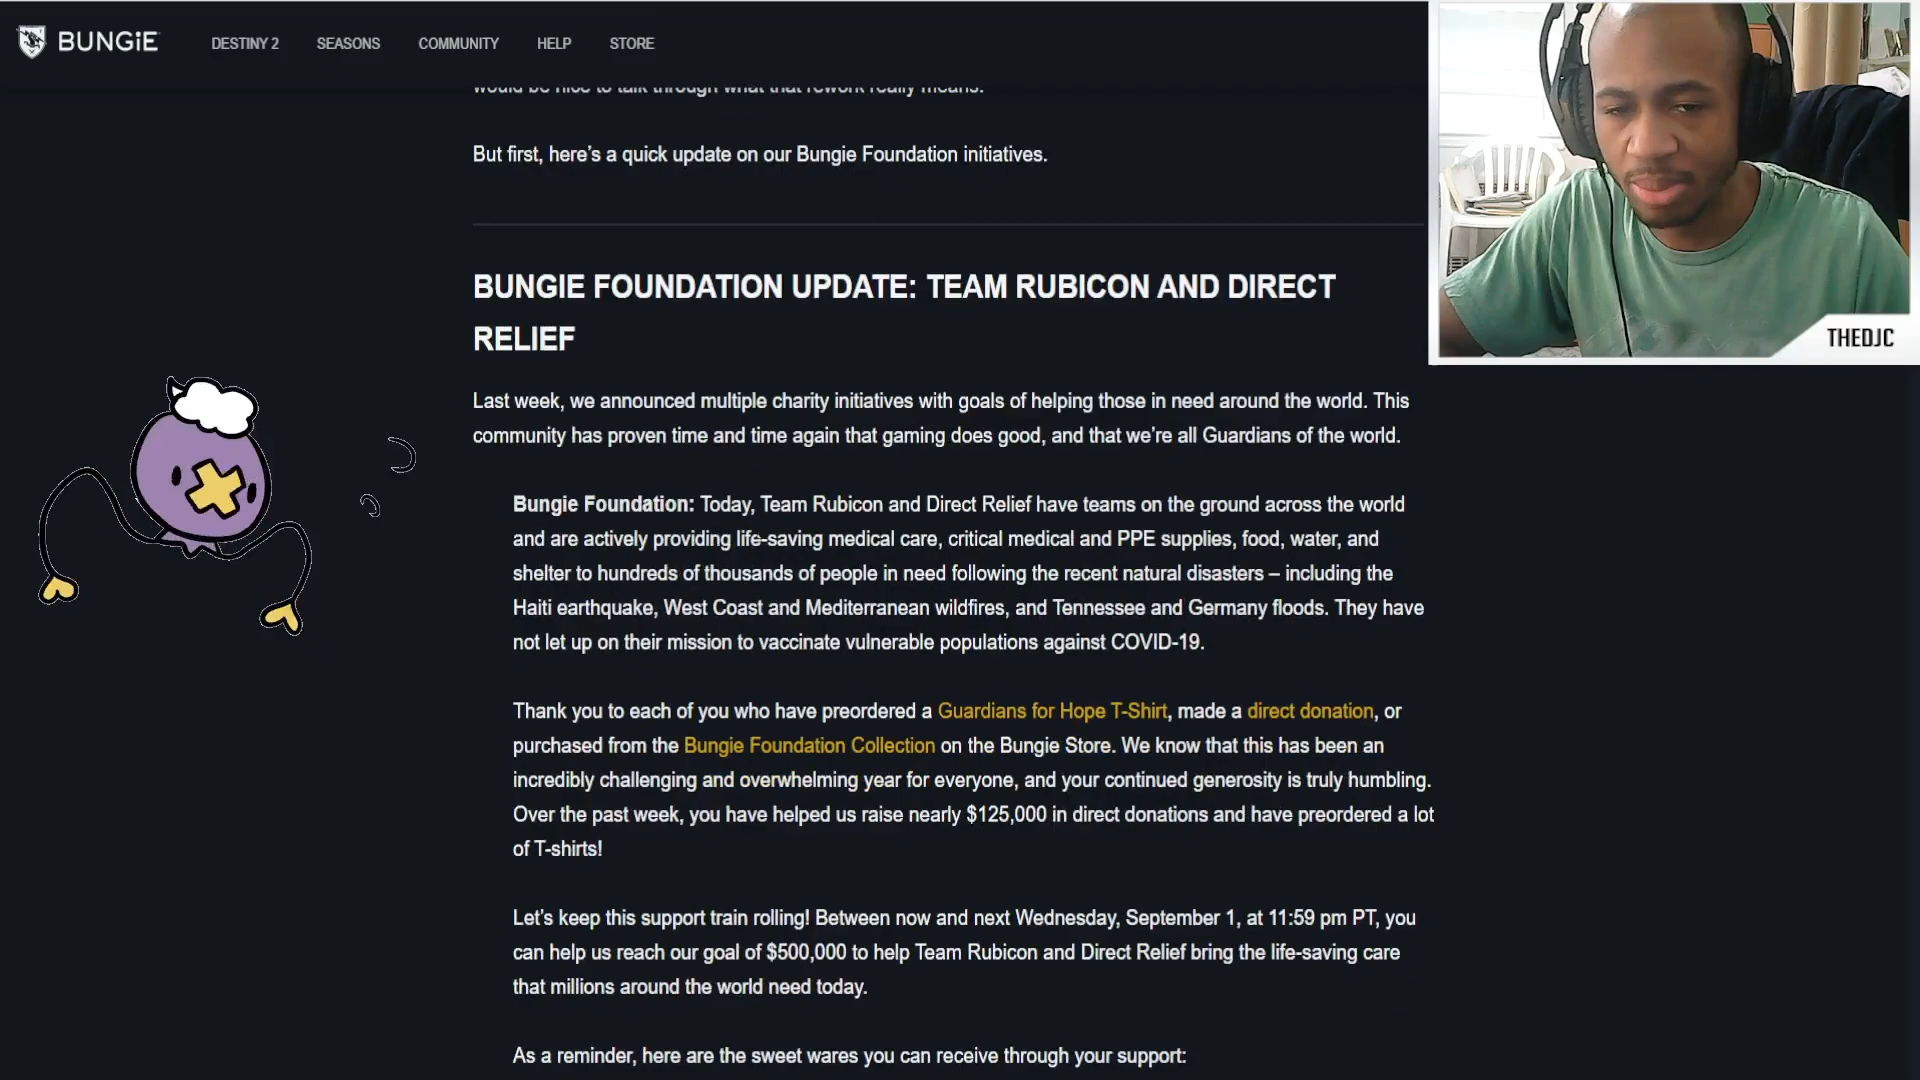 BUNGiE
DESTINY 2
SEASONS
COMMUNITY
HELP
STORE
would be nice to talk through what that rework really means.
But first, here’s a quick update on our Bungie Foundation initiatives.
BUNGIE FOUNDATION UPDATE: TEAM RUBICON AND DIRECT
RELIEF
THEDJC
Last week, we announced multiple charity initiatives with goals of helping those in need around the world. This
community has proven time and time again that gaming does good, and that we’re all Guardians of the world.
Bungie Foundation: Today, Team Rubicon and Direct Relief have teams on the ground across the world
and are actively providing life-saving medical care, critical medical and PPE supplies, food, water, and
shelter to hundreds of thousands of people in need following the recent natural disasters – including the
Haiti earthquake, West Coast and Mediterranean wildfires, and Tennessee and Germany floods. They have
not let up on their mission to vaccinate vulnerable populations against COVID-19.
Thank you to each of you who have preordered a Guardians for Hope T-Shirt, made a direct donation, or
purchased from the Bungie Foundation Collection on the Bungie Store. We know that this has been an
incredibly challenging and overwhelming year for everyone, and your continued generosity is truly humbling.
Over the past week, you have helped us raise nearly $125,000 in direct donations and have preordered a lot
of T-shirts!
Let’s keep this support train rolling! Between now and next Wednesday, September 1, at 11:59 pm PT, you
can help us reach our goal of $500,000 to help Team Rubicon and Direct Relief bring the life-saving care
that millions around the world need today.
As a reminder, here are the sweet wares you can receive through your support: